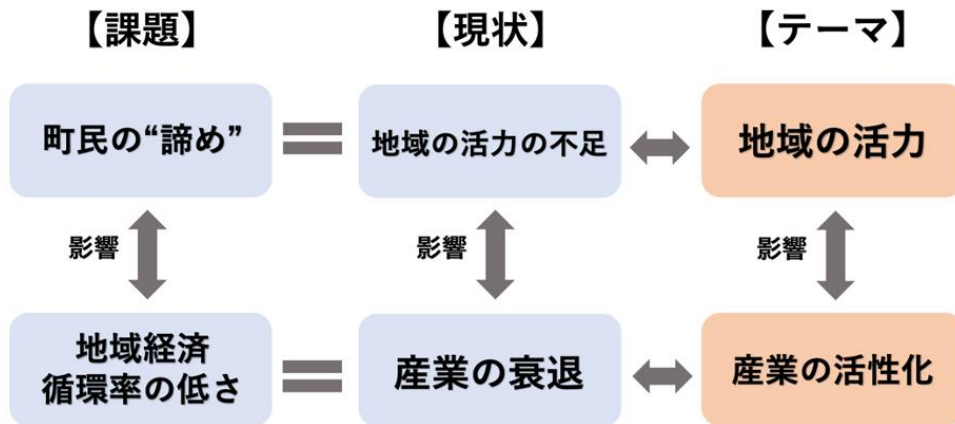 【課題】
【現状】
【テーマ】
町民の“諦め”
地域の活力の不足
地域の活力
影響
影響
影響
地域経済
循環率の低さ
産業の衰退
産業の活性化